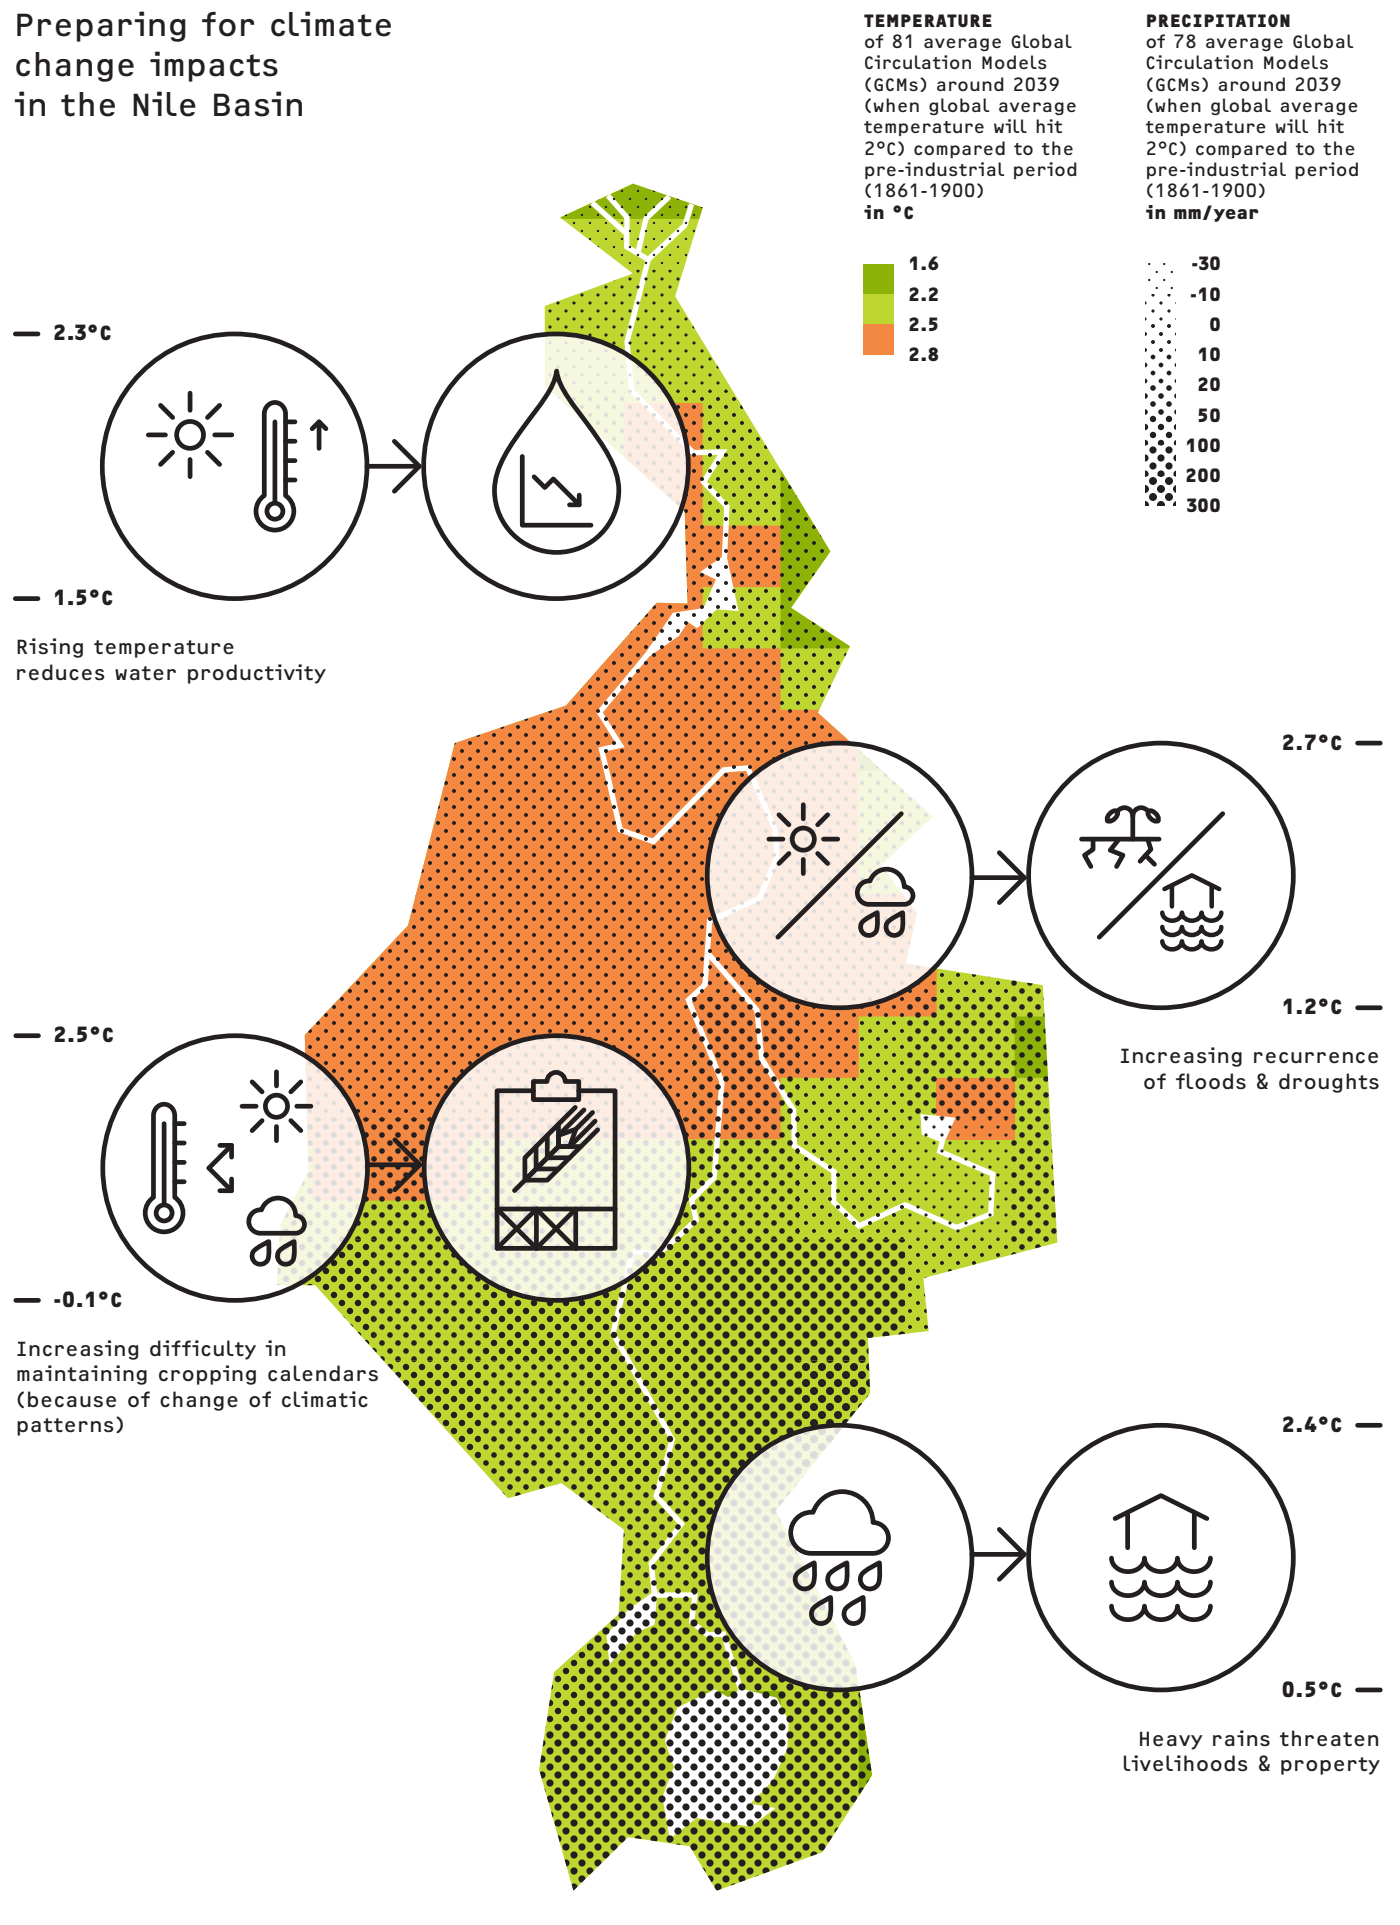 Preparing for climate
change impacts
in the Nile Basin
TEMPERATURE
of 81 average Global
Circulation Models
(GCMs) around 2039
(when global average
temperature will hit
2°C) compared to the
pre-industrial period
(1861-1900)
in °C
1.6
2.2
2.5
2.8
PRECIPITATION
of 78 average Global
Circulation Models
(GCMs) around 2039
(when global average
temperature will hit
2°C) compared to the
pre-industrial period
(1861-1900)
in mm/year
-30
-10
0
10
20
50
100
200
300
2.3°C
1.5°C
Rising temperature
reduces water productivity
2.7°C
1.2°C
Increasing recurrence
of floods & droughts
2.5°C
-0.1°C
Increasing difficulty in
maintaining cropping calendars
(because of change of climatic
patterns)
2.4°C
0.5°C
Heavy rains threaten
livelihoods & property